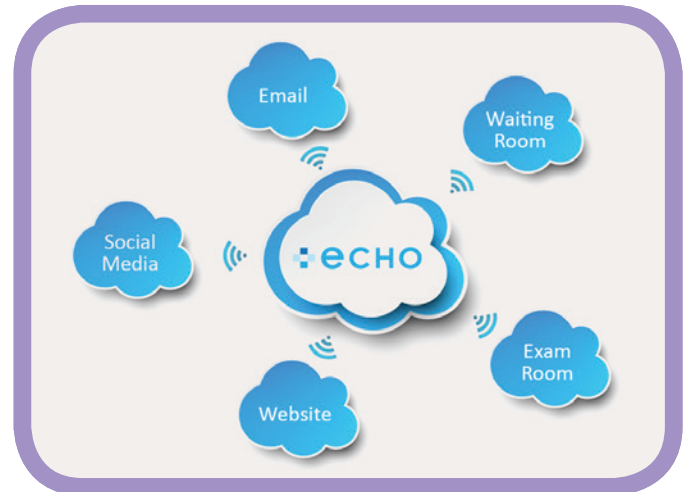 Email
Waiting
Room
Social
Media
eCHO
Exam
Room
Website